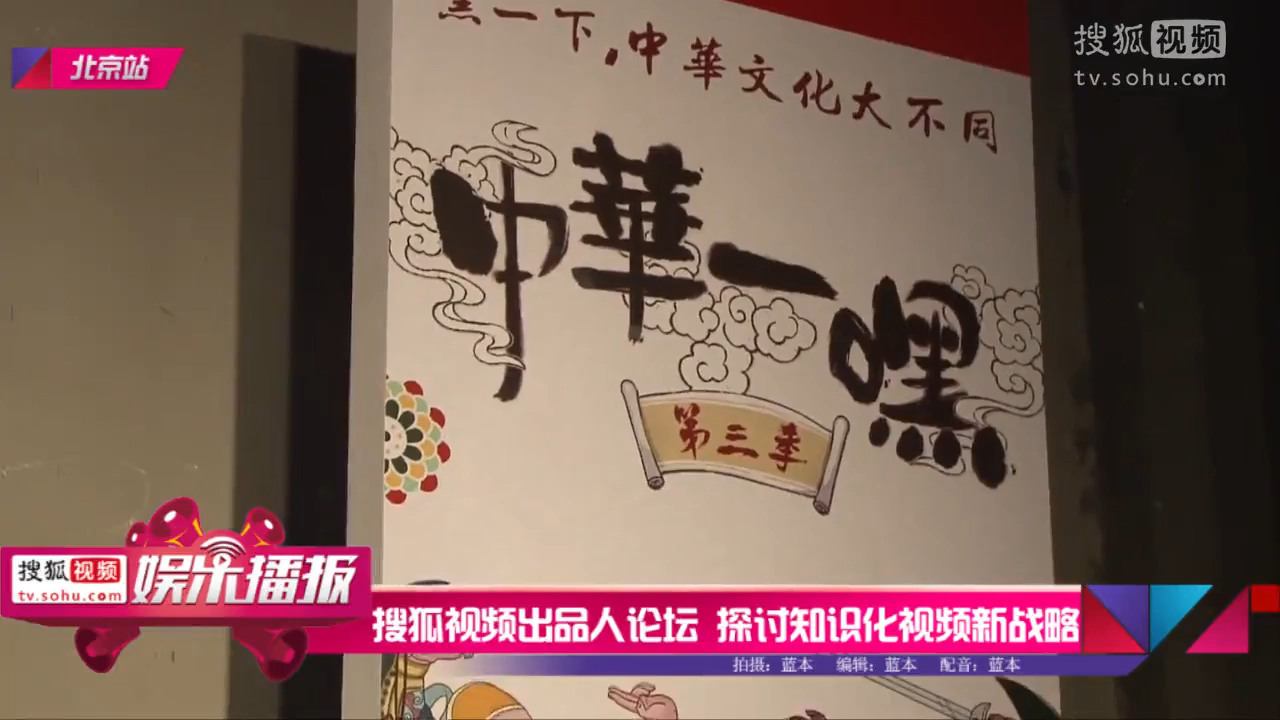 北京站
搜狐视频
tv.sohu.com
嘿一下,中華文化大不同
中華一嘿
第三季
搜狐视频
tv.sohu.com
娱乐播报
搜狐视频出品人论坛 探讨知识化视频新战略
拍摄：蓝本 编辑：蓝本 配音：蓝本